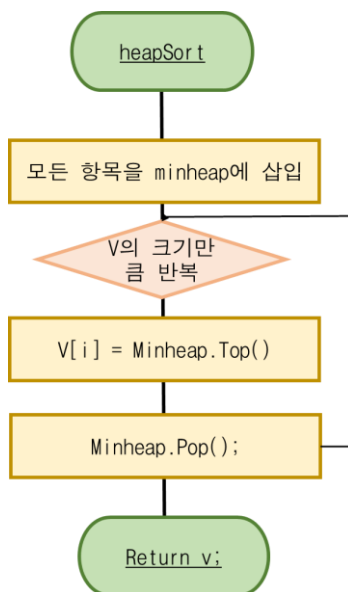 heapSort
모든 항목을 minheap에 삽입
V의 크기만
큼 반복
V[i] = Minheap.Top()
Minheap.Pop();
Return v;